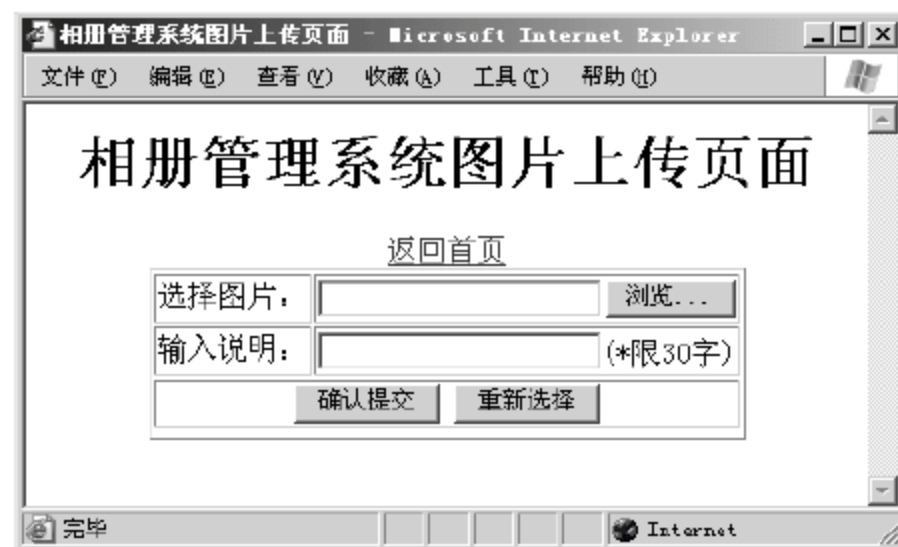 相册管理系统图片上传页面 - Microsoft Internet Explorer
文件(F) 编辑(E) 查看(V) 收藏(A) 工具(T) 帮助(H)
相册管理系统图片上传页面
返回首页
选择图片: 浏览...
输入说明: (*限30字)
确认提交 重新选择
完毕 Internet